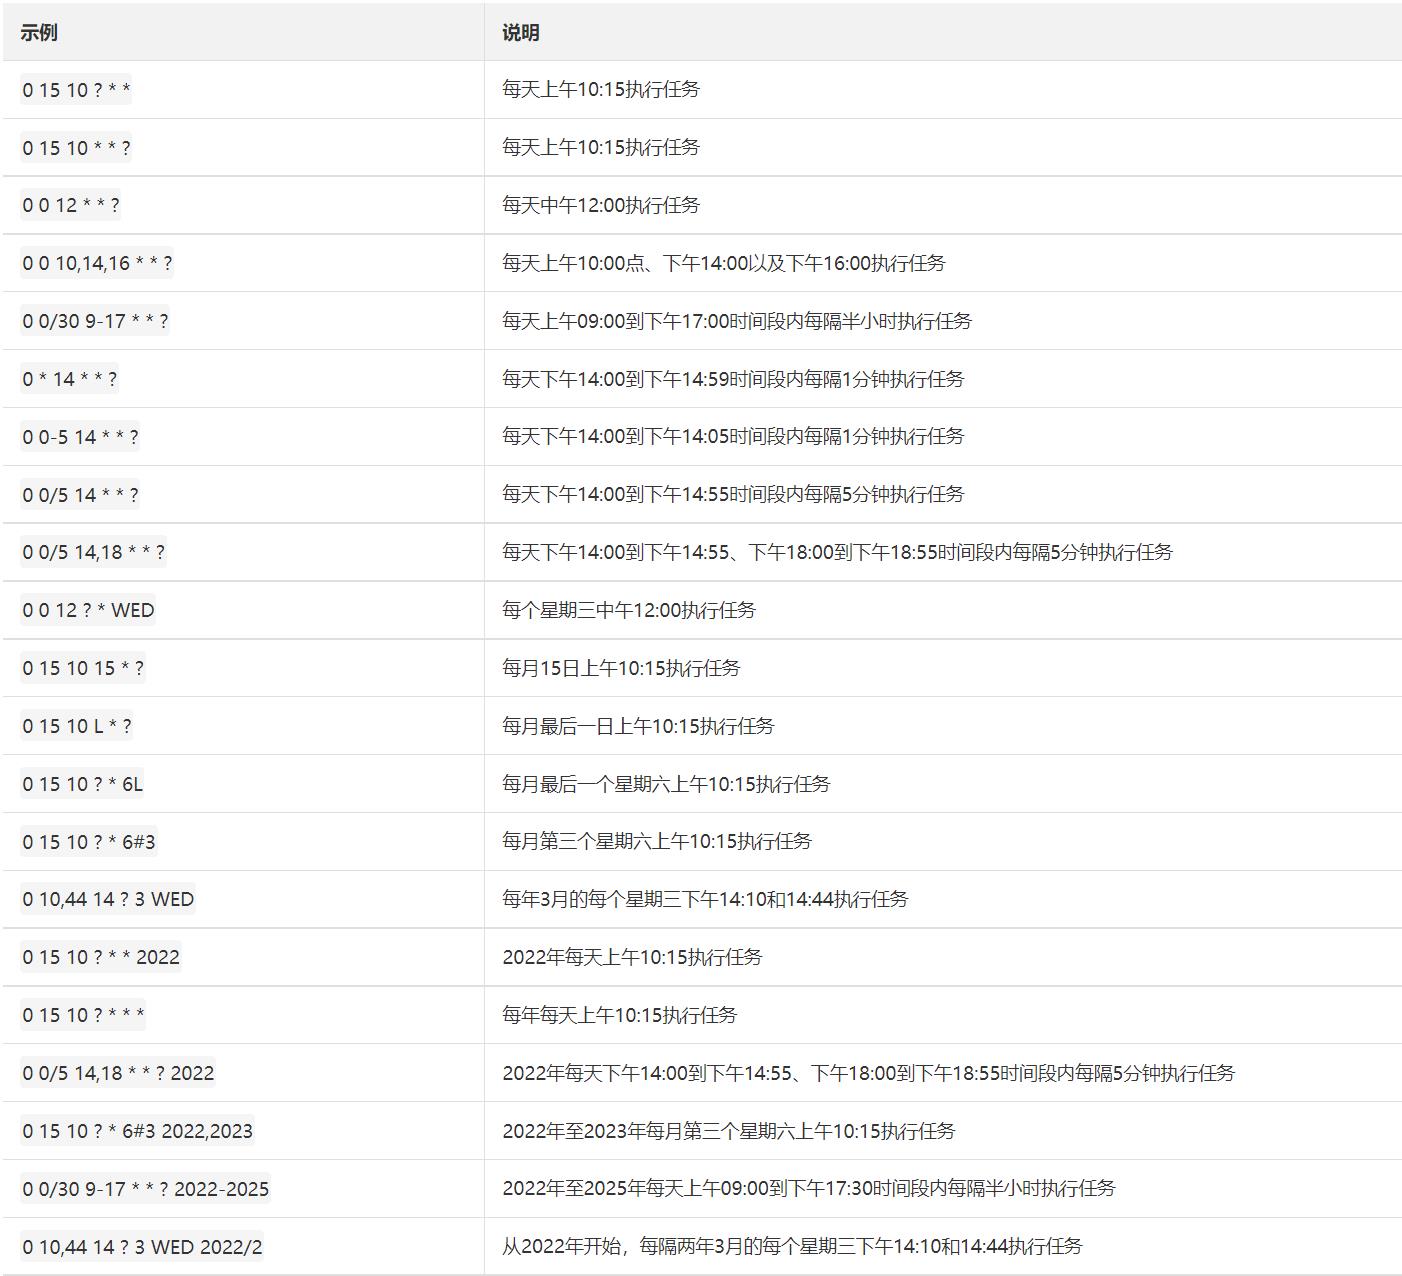 示例 说明
0 15 10 ? * * 每天上午10:15执行任务
0 15 10 * * ? 每天上午10:15执行任务
0 0 12 * * ? 每天中午12:00执行任务
0 0 10,14,16 * * ? 每天上午10:00点、下午14:00以及下午16:00执行任务
0 0/30 9-17 * * ? 每天上午09:00到下午17:00时间段内每隔半小时执行任务
0 * 14 * * ? 每天下午14:00到下午14:59时间段内每隔1分钟执行任务
0 0-5 14 * * ? 每天下午14:00到下午14:05时间段内每隔1分钟执行任务
0 0/5 14 * * ? 每天下午14:00到下午14:55时间段内每隔5分钟执行任务
0 0/5 14,18 * * ? 每天下午14:00到下午14:55、下午18:00到下午18:55时间段内每隔5分钟执行任务
0 0 12 ? * WED 每个星期三中午12:00执行任务
0 15 10 15 * ? 每月15日上午10:15执行任务
0 15 10 L * ? 每月最后一日上午10:15执行任务
0 15 10 ? * 6L 每月最后一个星期六上午10:15执行任务
0 15 10 ? * 6#3 每月第三个星期六上午10:15执行任务
0 10,44 14 ? 3 WED 每年3月的每个星期三下午14:10和14:44执行任务
0 15 10 ? * * 2022 2022年每天上午10:15执行任务
0 15 10 ? * * * 每年每天上午10:15执行任务
0 0/5 14,18 * * ? 2022 2022年每天下午14:00到下午14:55、下午18:00到下午18:55时间段内每隔5分钟执行任务
0 15 10 ? * 6#3 2022,2023 2022年至2023年每月第三个星期六上午10:15执行任务
0 0/30 9-17 * * ? 2022-2025 2022年至2025年每天上午09:00到下午17:30时间段内每隔半小时执行任务
0 10,44 14 ? 3 WED 2022/2 从2022年开始，每隔两年3月的每个星期三下午14:10和14:44执行任务